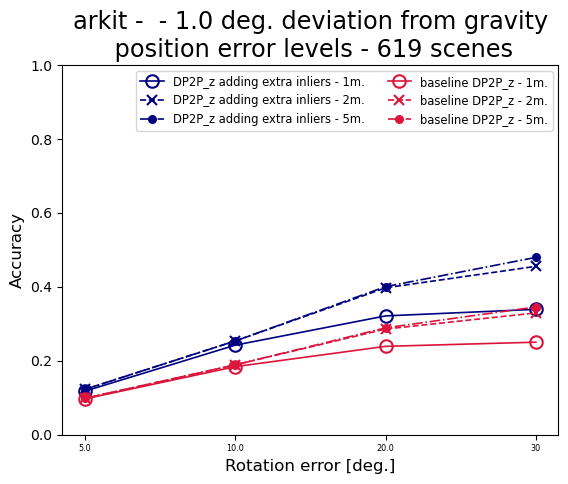 arkit -  - 1.0 deg. deviation from gravity
position error levels - 619 scenes
DP2P_z adding extra inliers - 1m.
DP2P_z adding extra inliers - 2m.
DP2P_z adding extra inliers - 5m.
baseline DP2P_z - 1m.
baseline DP2P_z - 2m.
baseline DP2P_z - 5m.
Accuracy
1.0
0.8
0.6
0.4
0.2
0.0
5.0 10.0 20.0 30
Rotation error [deg.]